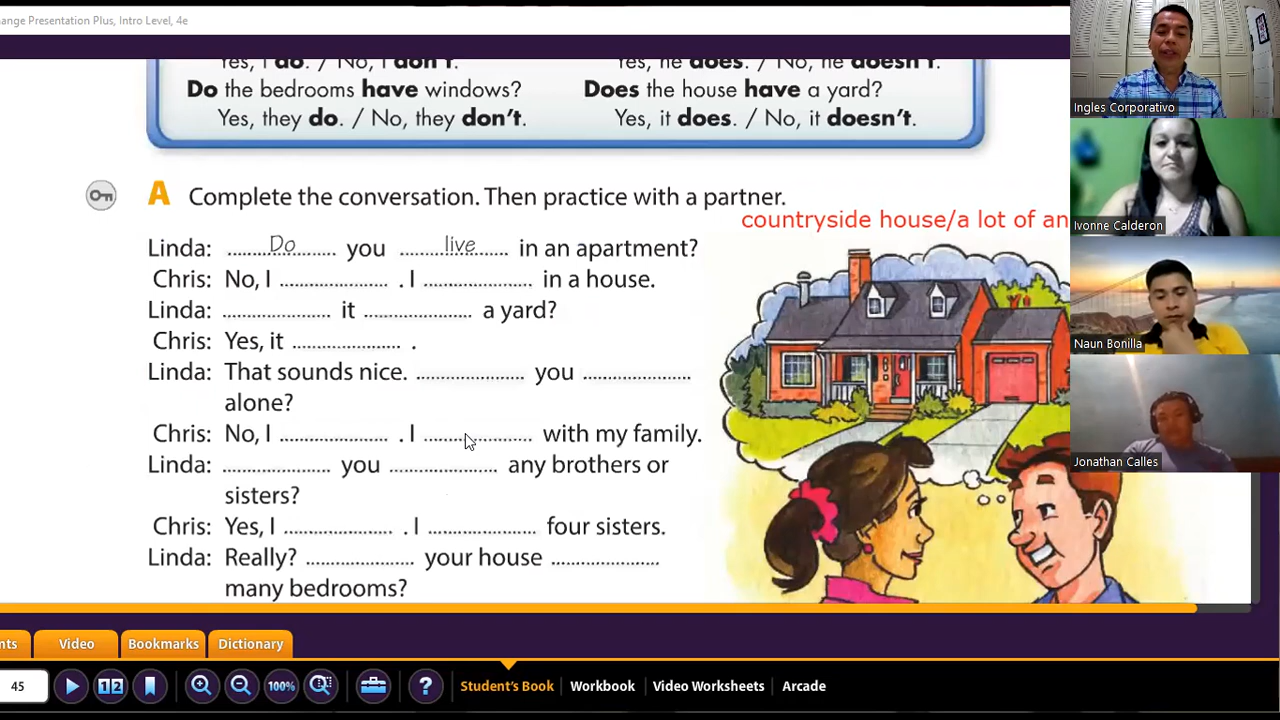 ange Presentation Plus, Intro Level, 4e
Yes, I do. / No, I don't. Yes, he does. / No, he doesn't.
Do the bedrooms have windows? Does the house have a yard?
Yes, they do. / No, they don't. Yes, it does. / No, it doesn't.
A Complete the conversation. Then practice with a partner.
countryside house/a lot of an
Linda: Do you live in an apartment?
Chris: No, I .................... . I .................... in a house.
Linda: .................... it .................... a yard?
Chris: Yes, it .................... .
Linda: That sounds nice. .................... you ....................
alone?
Chris: No, I .................... . I .................... with my family.
Linda: .................... you .................... any brothers or
sisters?
Chris: Yes, I .................... . I .................... four sisters.
Linda: Really? .................... your house ....................
many bedrooms?
Ingles Corporativo
Ivonne Calderon
Naun Bonilla
Jonathan Calles
nts Video Bookmarks Dictionary
45 1 2 100% ? Student's Book Workbook Video Worksheets Arcade